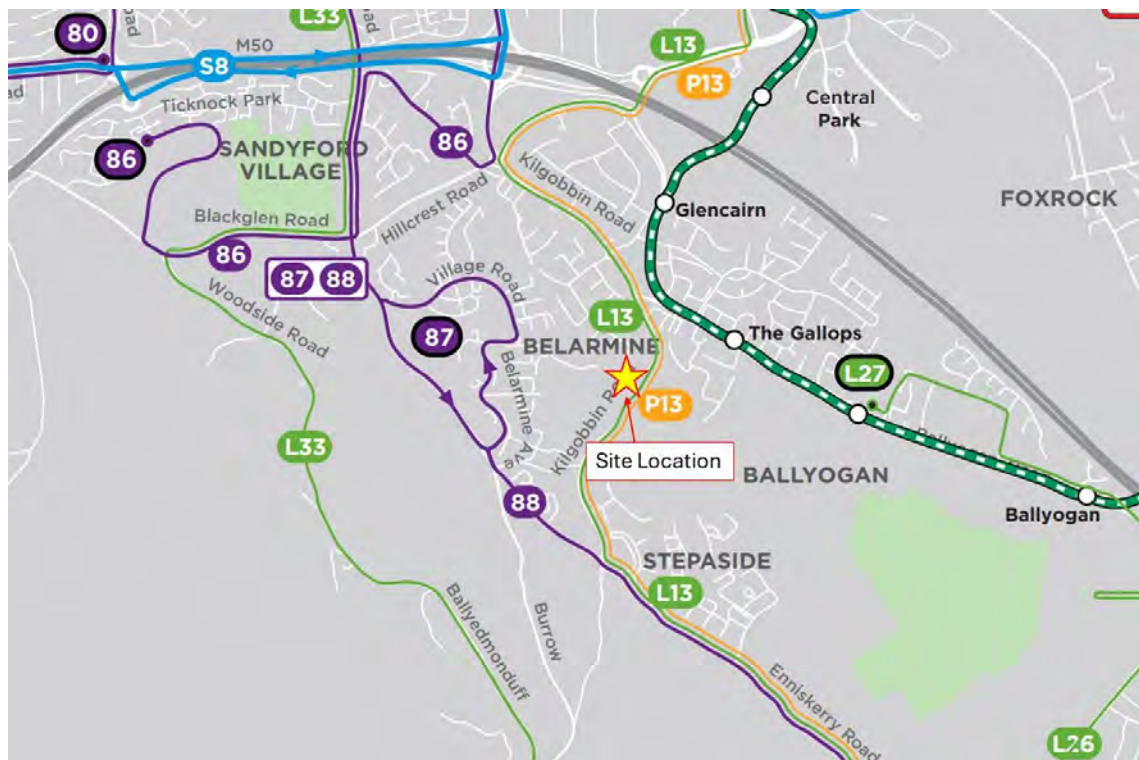 oad
L33
80
M50
S8
L13
P13
ad
Ticknock Park
Central
Park
86
SANDYFORD
VILLAGE
86
Kilgobbin Road
Hillcrest Road
Glencairn
FOXROCK
Blackglen Road
86
87 88
Village Road
Woodside Road
L13
The Gallops
87
BELARMINE
Belarmine Ave
L27
P13
Kilgobbin
Site Location
L33
BALLYOGAN
Ballyogan
88
STEPASIDE
L13
Ballyedmonduff
Burrow
Enniskerry Road
L26